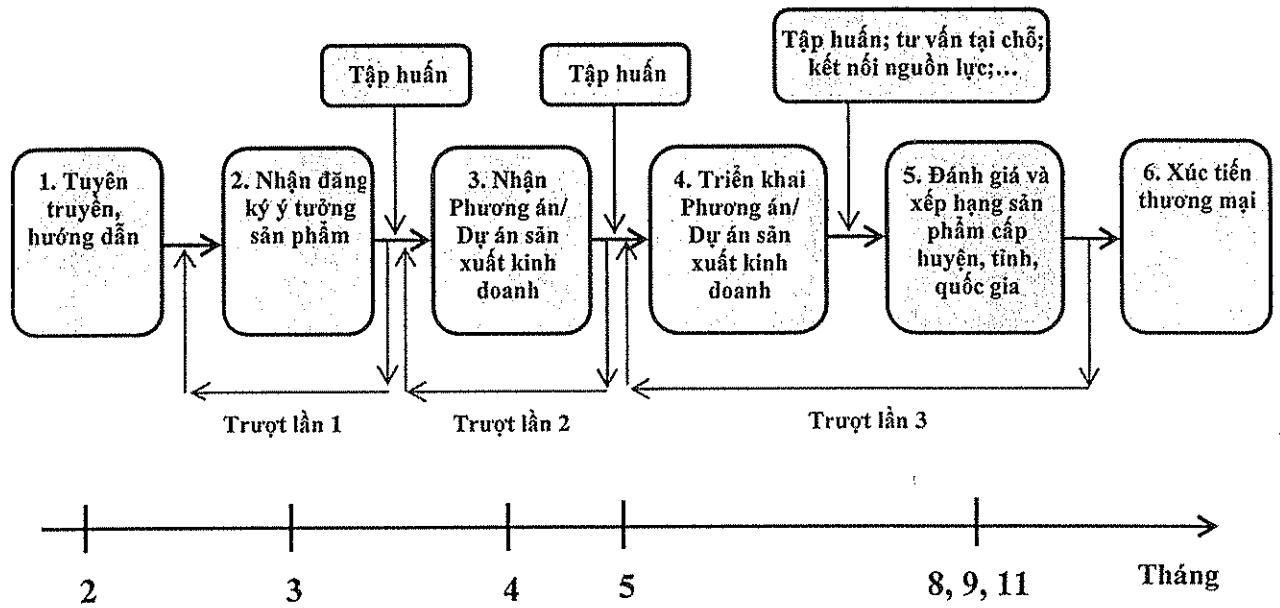 Tập huấn
Tập huấn
Tập huấn; tư vấn tại chỗ;
kết nối nguồn lực;...
1. Tuyên
truyền,
hướng dẫn
2. Nhận đăng
ký ý tưởng
sản phẩm
3. Nhận
Phương án/
Dự án sản
xuất kinh
doanh
4. Triển khai
Phương án/
Dự án sản
xuất kinh
doanh
5. Đánh giá và
xếp hạng sản
phẩm cấp
huyện, tỉnh,
quốc gia
6. Xúc tiến
thương mại
Trượt lần 1
Trượt lần 2
Trượt lần 3
2
3
4
5
8, 9, 11
Tháng